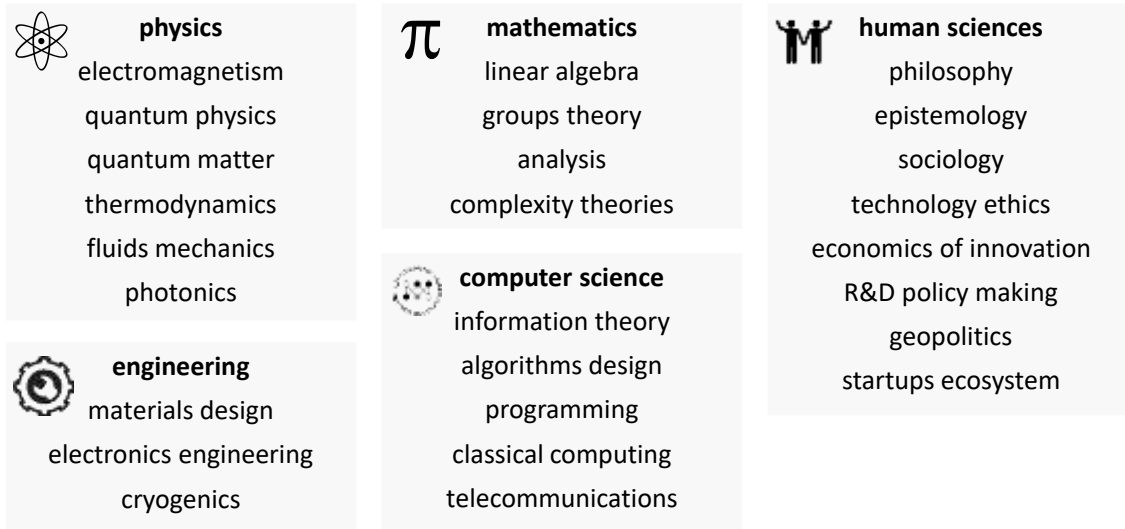 physics
electromagnetism
quantum physics
quantum matter
thermodynamics
fluids mechanics
photonics
engineering
materials design
electronics engineering
cryogenics
π
mathematics
linear algebra
groups theory
analysis
complexity theories
computer science
information theory
algorithms design
programming
classical computing
telecommunications
human sciences
philosophy
epistemology
sociology
technology ethics
economics of innovation
R&D policy making
geopolitics
startups ecosystem